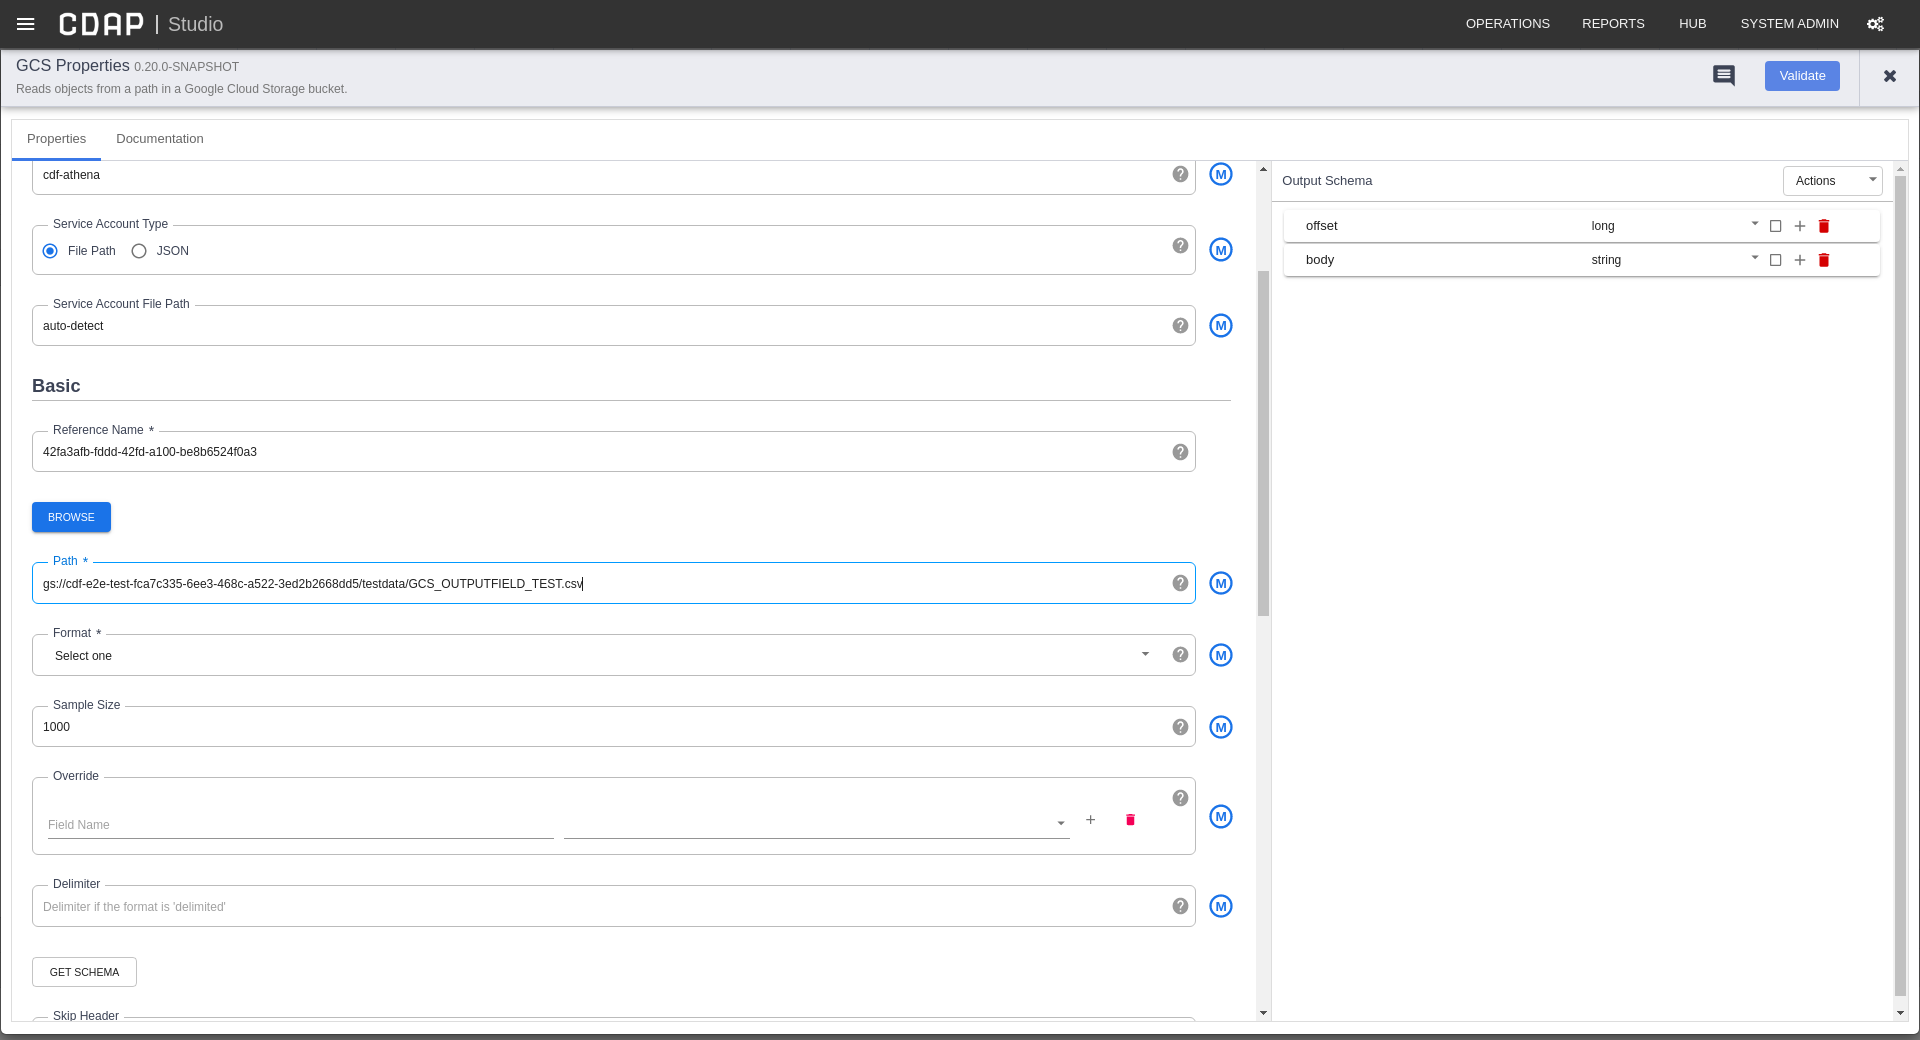 CDAP | Studio
OPERATIONS REPORTS HUB SYSTEM ADMIN
GCS Properties 0.20.0-SNAPSHOT
Reads objects from a path in a Google Cloud Storage bucket.
Validate
Properties Documentation
cdf-athena
M
Service Account Type
File Path JSON
M
Service Account File Path
auto-detect
M
Basic
Reference Name *
42fa3afb-fddd-42fd-a100-be8b6524f0a3
BROWSE
Path *
gs://cdf-e2e-test-fca7c335-6ee3-468c-a522-3ed2b2668dd5/testdata/GCS_OUTPUTFIELD_TEST.csv
M
Format *
Select one
M
Sample Size
1000
M
Override
Field Name
M
Delimiter
Delimiter if the format is 'delimited'
M
GET SCHEMA
Skip Header
Output Schema
Actions
offset long
body string